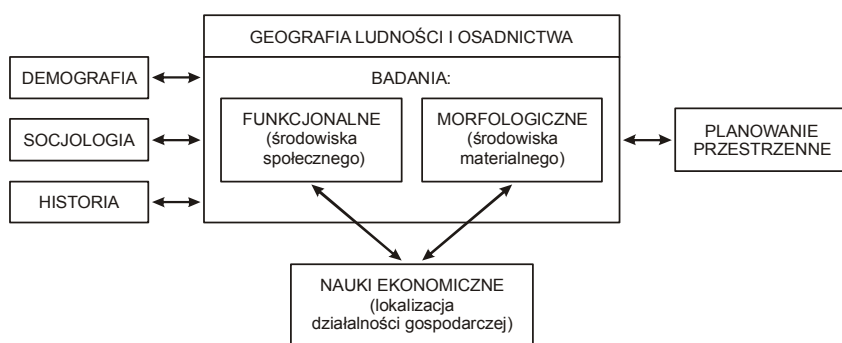 GEOGRAFIA LUDNOŚCI I OSADNICTWA
BADANIA:
DEMOGRAFIA
SOCJOLOGIA
HISTORIA
FUNKCJONALNE
(środowiska
społecznego)
MORFOLOGICZNE
(środowiska
materialnego)
PLANOWANIE
PRZESTRZENNE
NAUKI EKONOMICZNE
(lokalizacja
działalności gospodarczej)